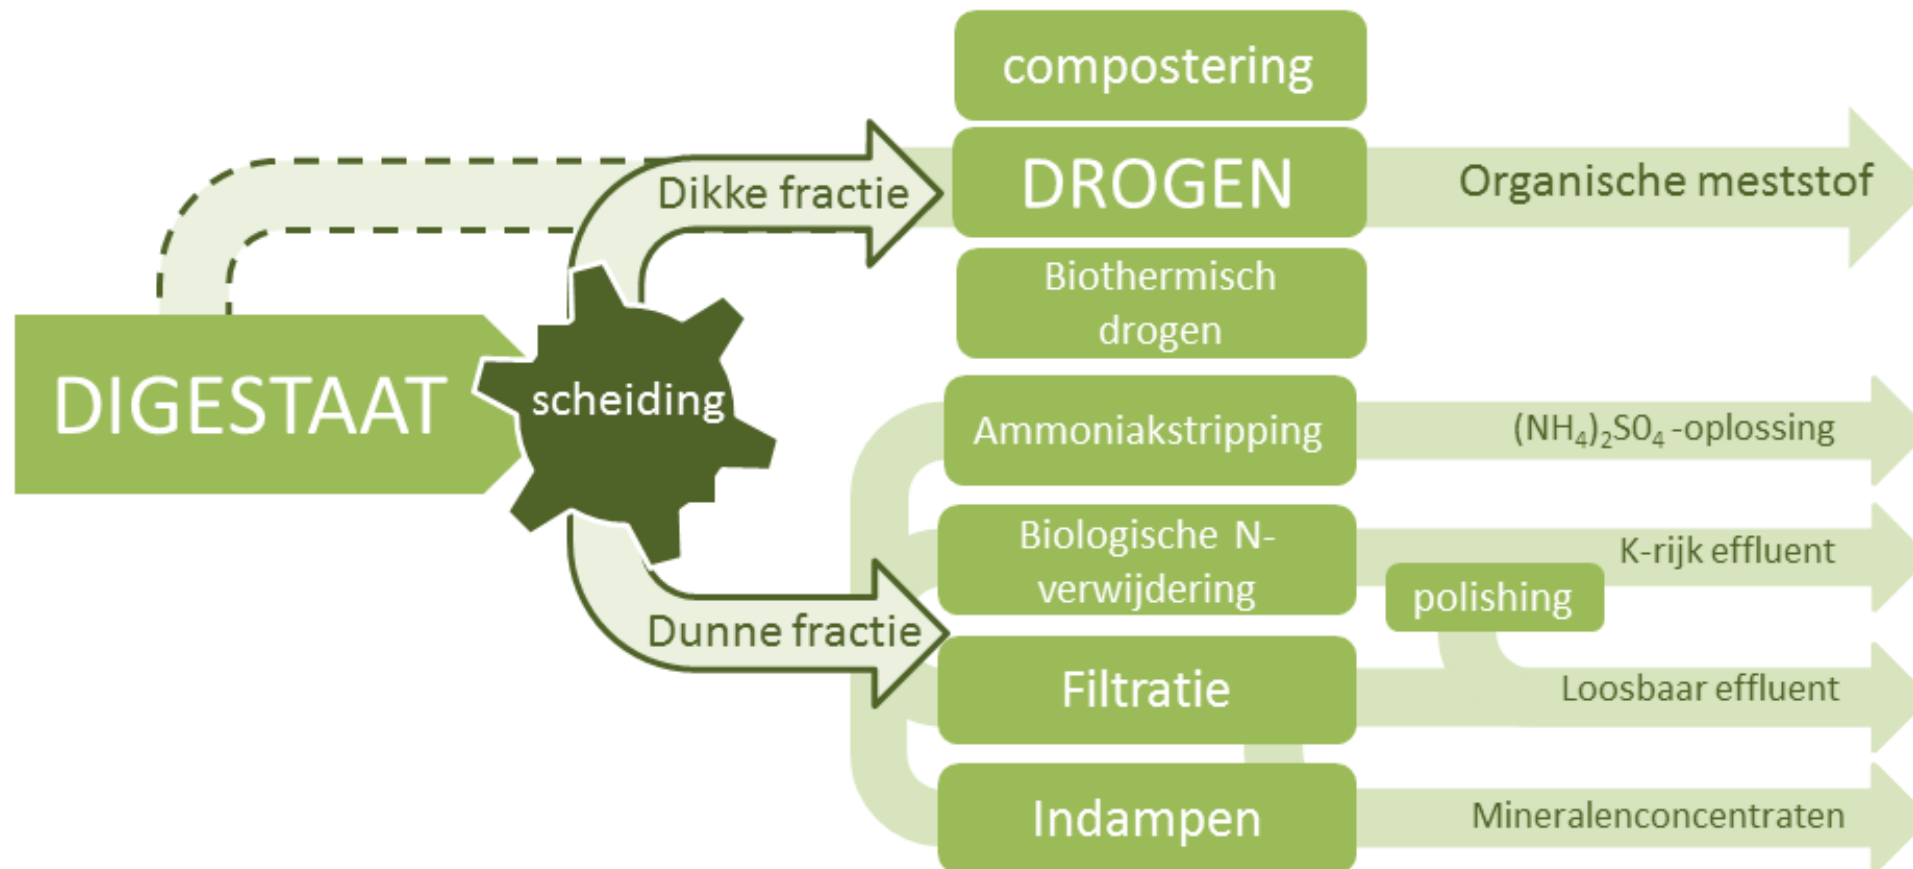 compostering
Dikke fractie
DROGEN
Organische meststof
Biothermisch
drogen
DIGESTAAT
scheiding
Ammoniakstripping
(NH₄)₂SO₄ -oplossing
Biologische N-
verwijdering
K-rijk effluent
polishing
Dunne fractie
Filtratie
Loosbaar effluent
Indampen
Mineralenconcentraten